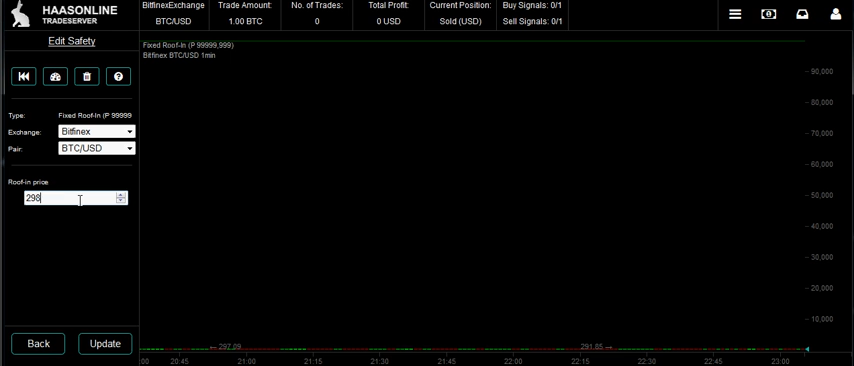 HAASONLINE
TRADESERVER
BitfinexExchange
BTC/USD
Trade Amount:
1.00 BTC
No. of Trades:
0
Total Profit:
0 USD
Current Position:
Sold (USD)
Buy Signals: 0/1
Sell Signals: 0/1
Edit Safety
Type: Fixed Roof-In (P 99999
Exchange: Bitfinex
Pair: BTC/USD
Roof-in price
298
Back
Update
Fixed Roof-In (P 99999,999)
Bitfinex BTC/USD 1min
90,000
80,000
70,000
60,000
50,000
40,000
30,000
20,000
10,000
← 297.09
291.85 →
:00 20:45 21:00 21:15 21:30 21:45 22:00 22:15 22:30 22:45 23:00